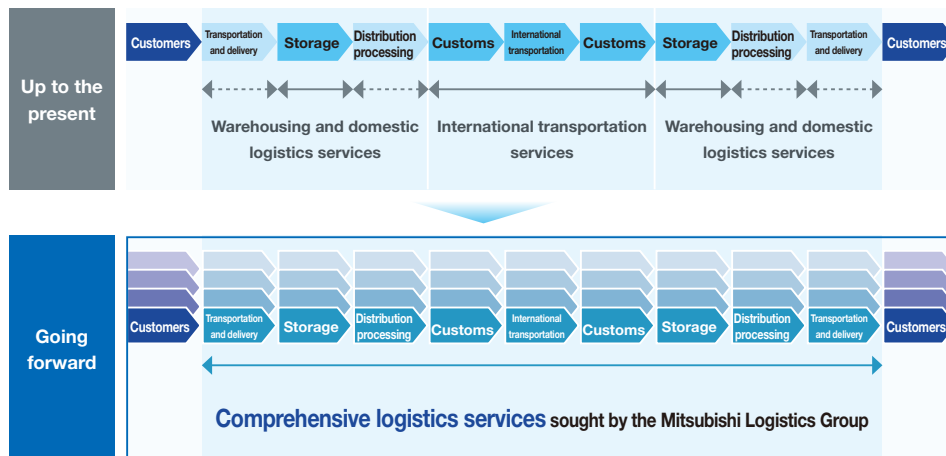 Up to the
present
Customers
Transportation
and delivery
Storage
Distribution
processing
Customs
International
transportation
Customs
Storage
Distribution
processing
Transportation
and delivery
Customers
Warehousing and domestic
logistics services
International transportation
services
Warehousing and domestic
logistics services
Going
forward
Customers
Transportation
and delivery
Storage
Distribution
processing
Customs
International
transportation
Customs
Storage
Distribution
processing
Transportation
and delivery
Customers
Comprehensive logistics services sought by the Mitsubishi Logistics Group